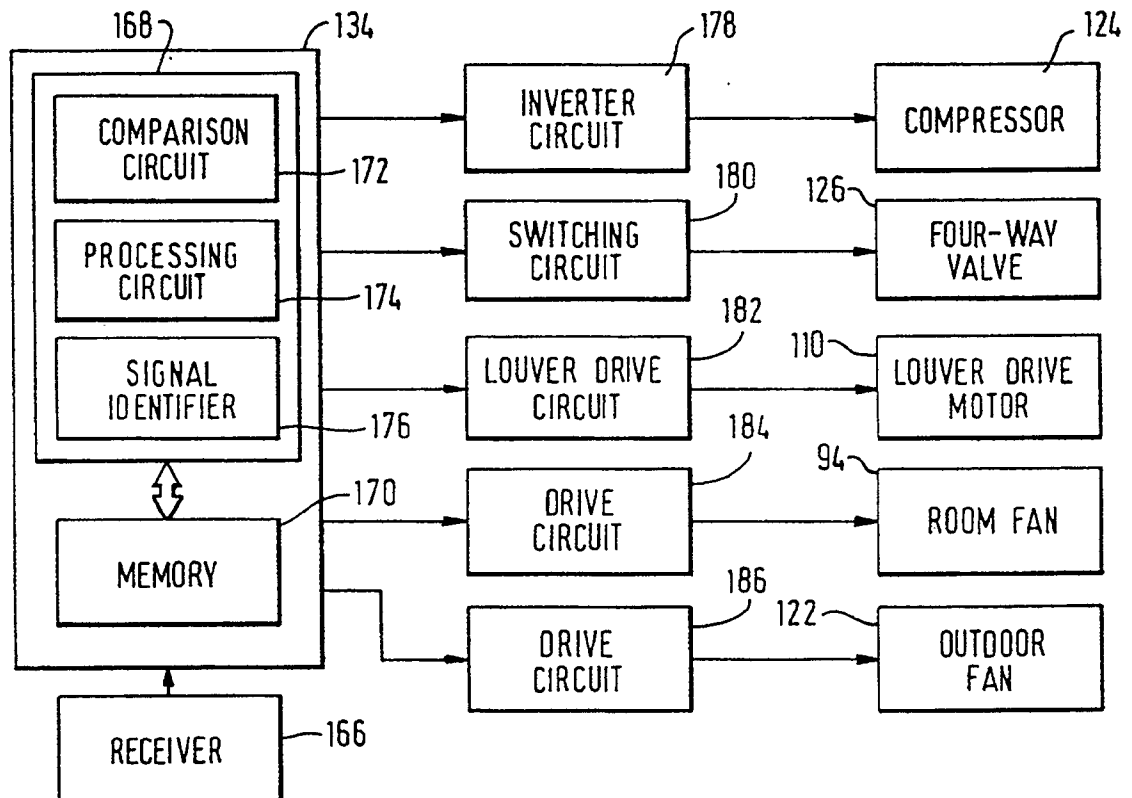 168
134
178
124
COMPARISON
CIRCUIT
172
INVERTER
CIRCUIT
COMPRESSOR
PROCESSING
CIRCUIT
174
180
SWITCHING
CIRCUIT
126
FOUR-WAY
VALVE
SIGNAL
IDENTIFIER
176
182
LOUVER DRIVE
CIRCUIT
110
LOUVER DRIVE
MOTOR
170
MEMORY
184
DRIVE
CIRCUIT
94
ROOM FAN
186
DRIVE
CIRCUIT
122
OUTDOOR
FAN
RECEIVER
166